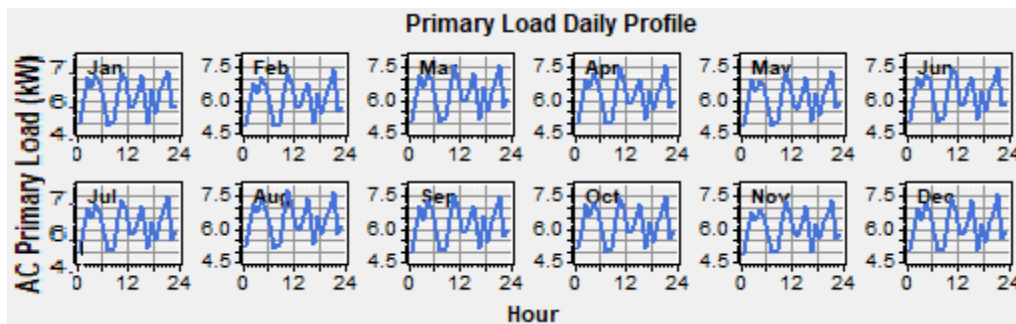 Primary Load Daily Profile
AC Primary Load (kW)
Jan Feb Mar Apr May Jun
7. 7.5 7.5 7.5 7.5 7.5
6. 6.0 6.0 6.0 6.0 6.0
4. 4.5 4.5 4.5 4.5 4.5
0 12 24 0 12 24 0 12 24 0 12 24 0 12 24 0 12 24
Jul Aug Sep Oct Nov Dec
7. 7.5 7.5 7.5 7.5 7.5
6. 6.0 6.0 6.0 6.0 6.0
4. 4.5 4.5 4.5 4.5 4.5
0 12 24 0 12 24 0 12 24 0 12 24 0 12 24 0 12 24
Hour